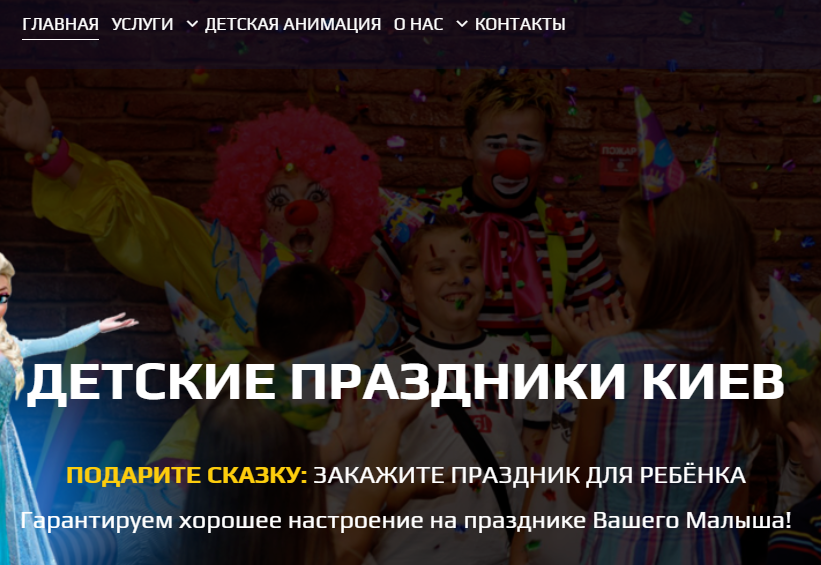 ГЛАВНАЯ УСЛУГИ ДЕТСКАЯ АНИМАЦИЯ О НАС КОНТАКТЫ
ДЕТСКИЕ ПРАЗДНИКИ КИЕВ
ПОДАРИТЕ СКАЗКУ: ЗАКАЖИТЕ ПРАЗДНИК ДЛЯ РЕБЁНКА
Гарантируем хорошее настроение на празднике Вашего Малыша!